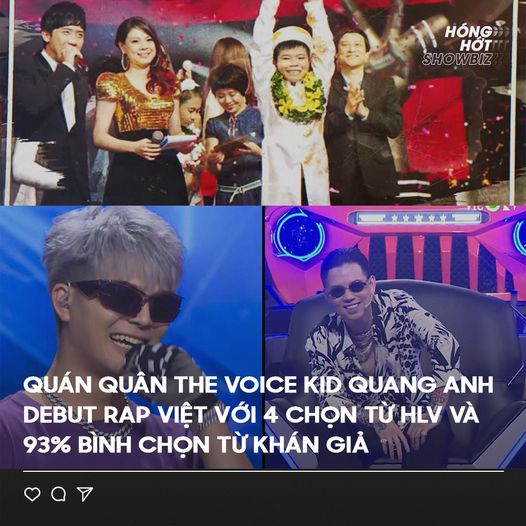 HÓNG
HỚT
SHOWBIZ
QUÁN QUÂN THE VOICE KID QUANG ANH
DEBUT RAP VIỆT VỚI 4 CHỌN TỪ HLV VÀ
93% BÌNH CHỌN TỪ KHÁN GIẢ